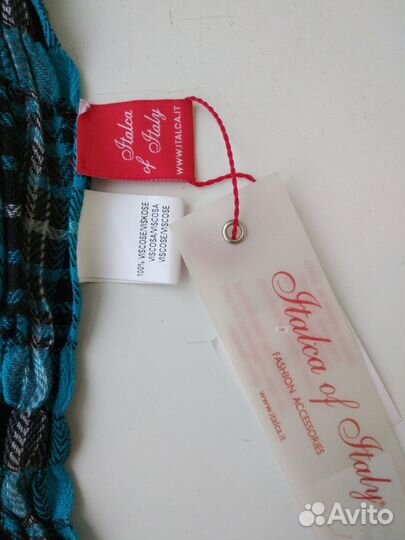 Italca
of Italy
WWW.ITALCA.IT
100% VISCOSE/VISKOSE
VISCOSA/VISCOSA
VISCOSE/VISCOSE
Italca of Italy
FASHION ACCESSORIES
www.italca.it
Avito